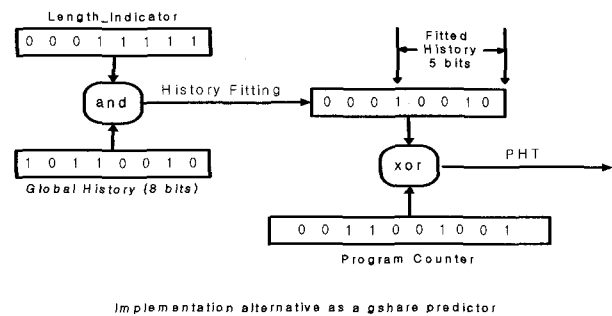 Length_Indicator
0 0 0 1 1 1 1 1
and
History Fitting
1 0 1 1 0 0 1 0
Global History (8 bits)
Fitted
History
5 bits
0 0 0 1 0 0 1 0
xor
PHT
0 0 1 1 0 0 1 0 0 1
Program Counter
Implementation alternative as a gshare predictor